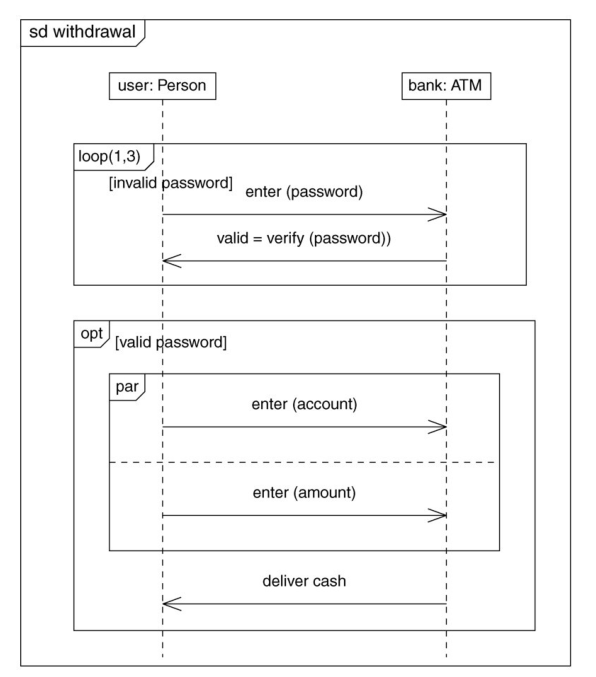 sd withdrawal
user: Person
bank: ATM
loop(1,3)
[invalid password]
enter (password)
valid = verify (password))
opt
[valid password]
par
enter (account)
enter (amount)
deliver cash